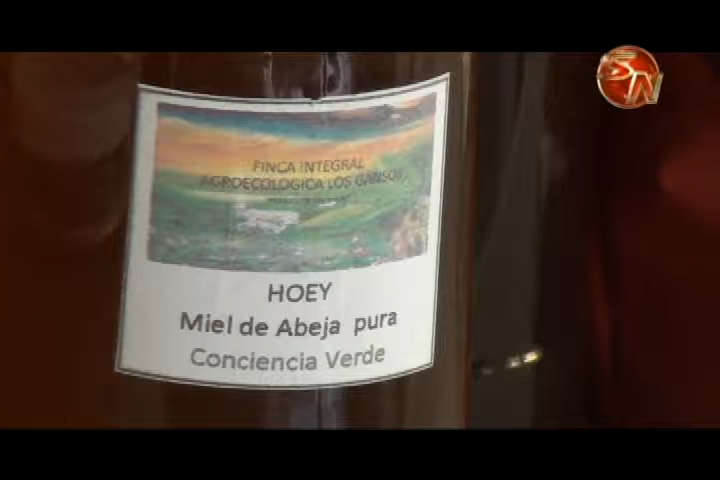 FINCA INTEGRAL
AGROECOLOGICA LOS GANSOS
HOEY
Miel de Abeja pura
Conciencia Verde